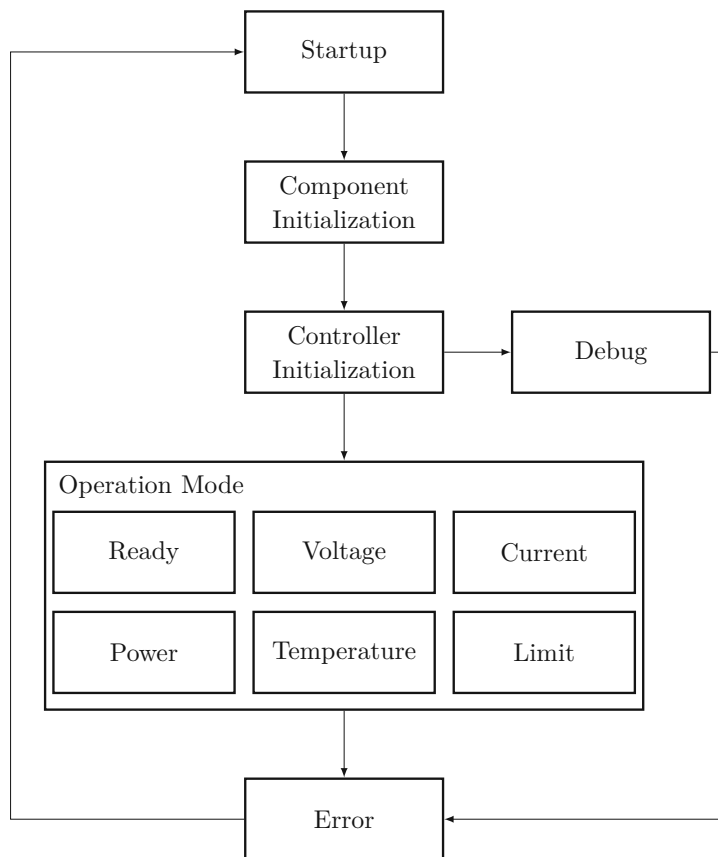 Startup
Component
Initialization
Controller
Initialization
Debug
Operation Mode
Ready
Voltage
Current
Power
Temperature
Limit
Error